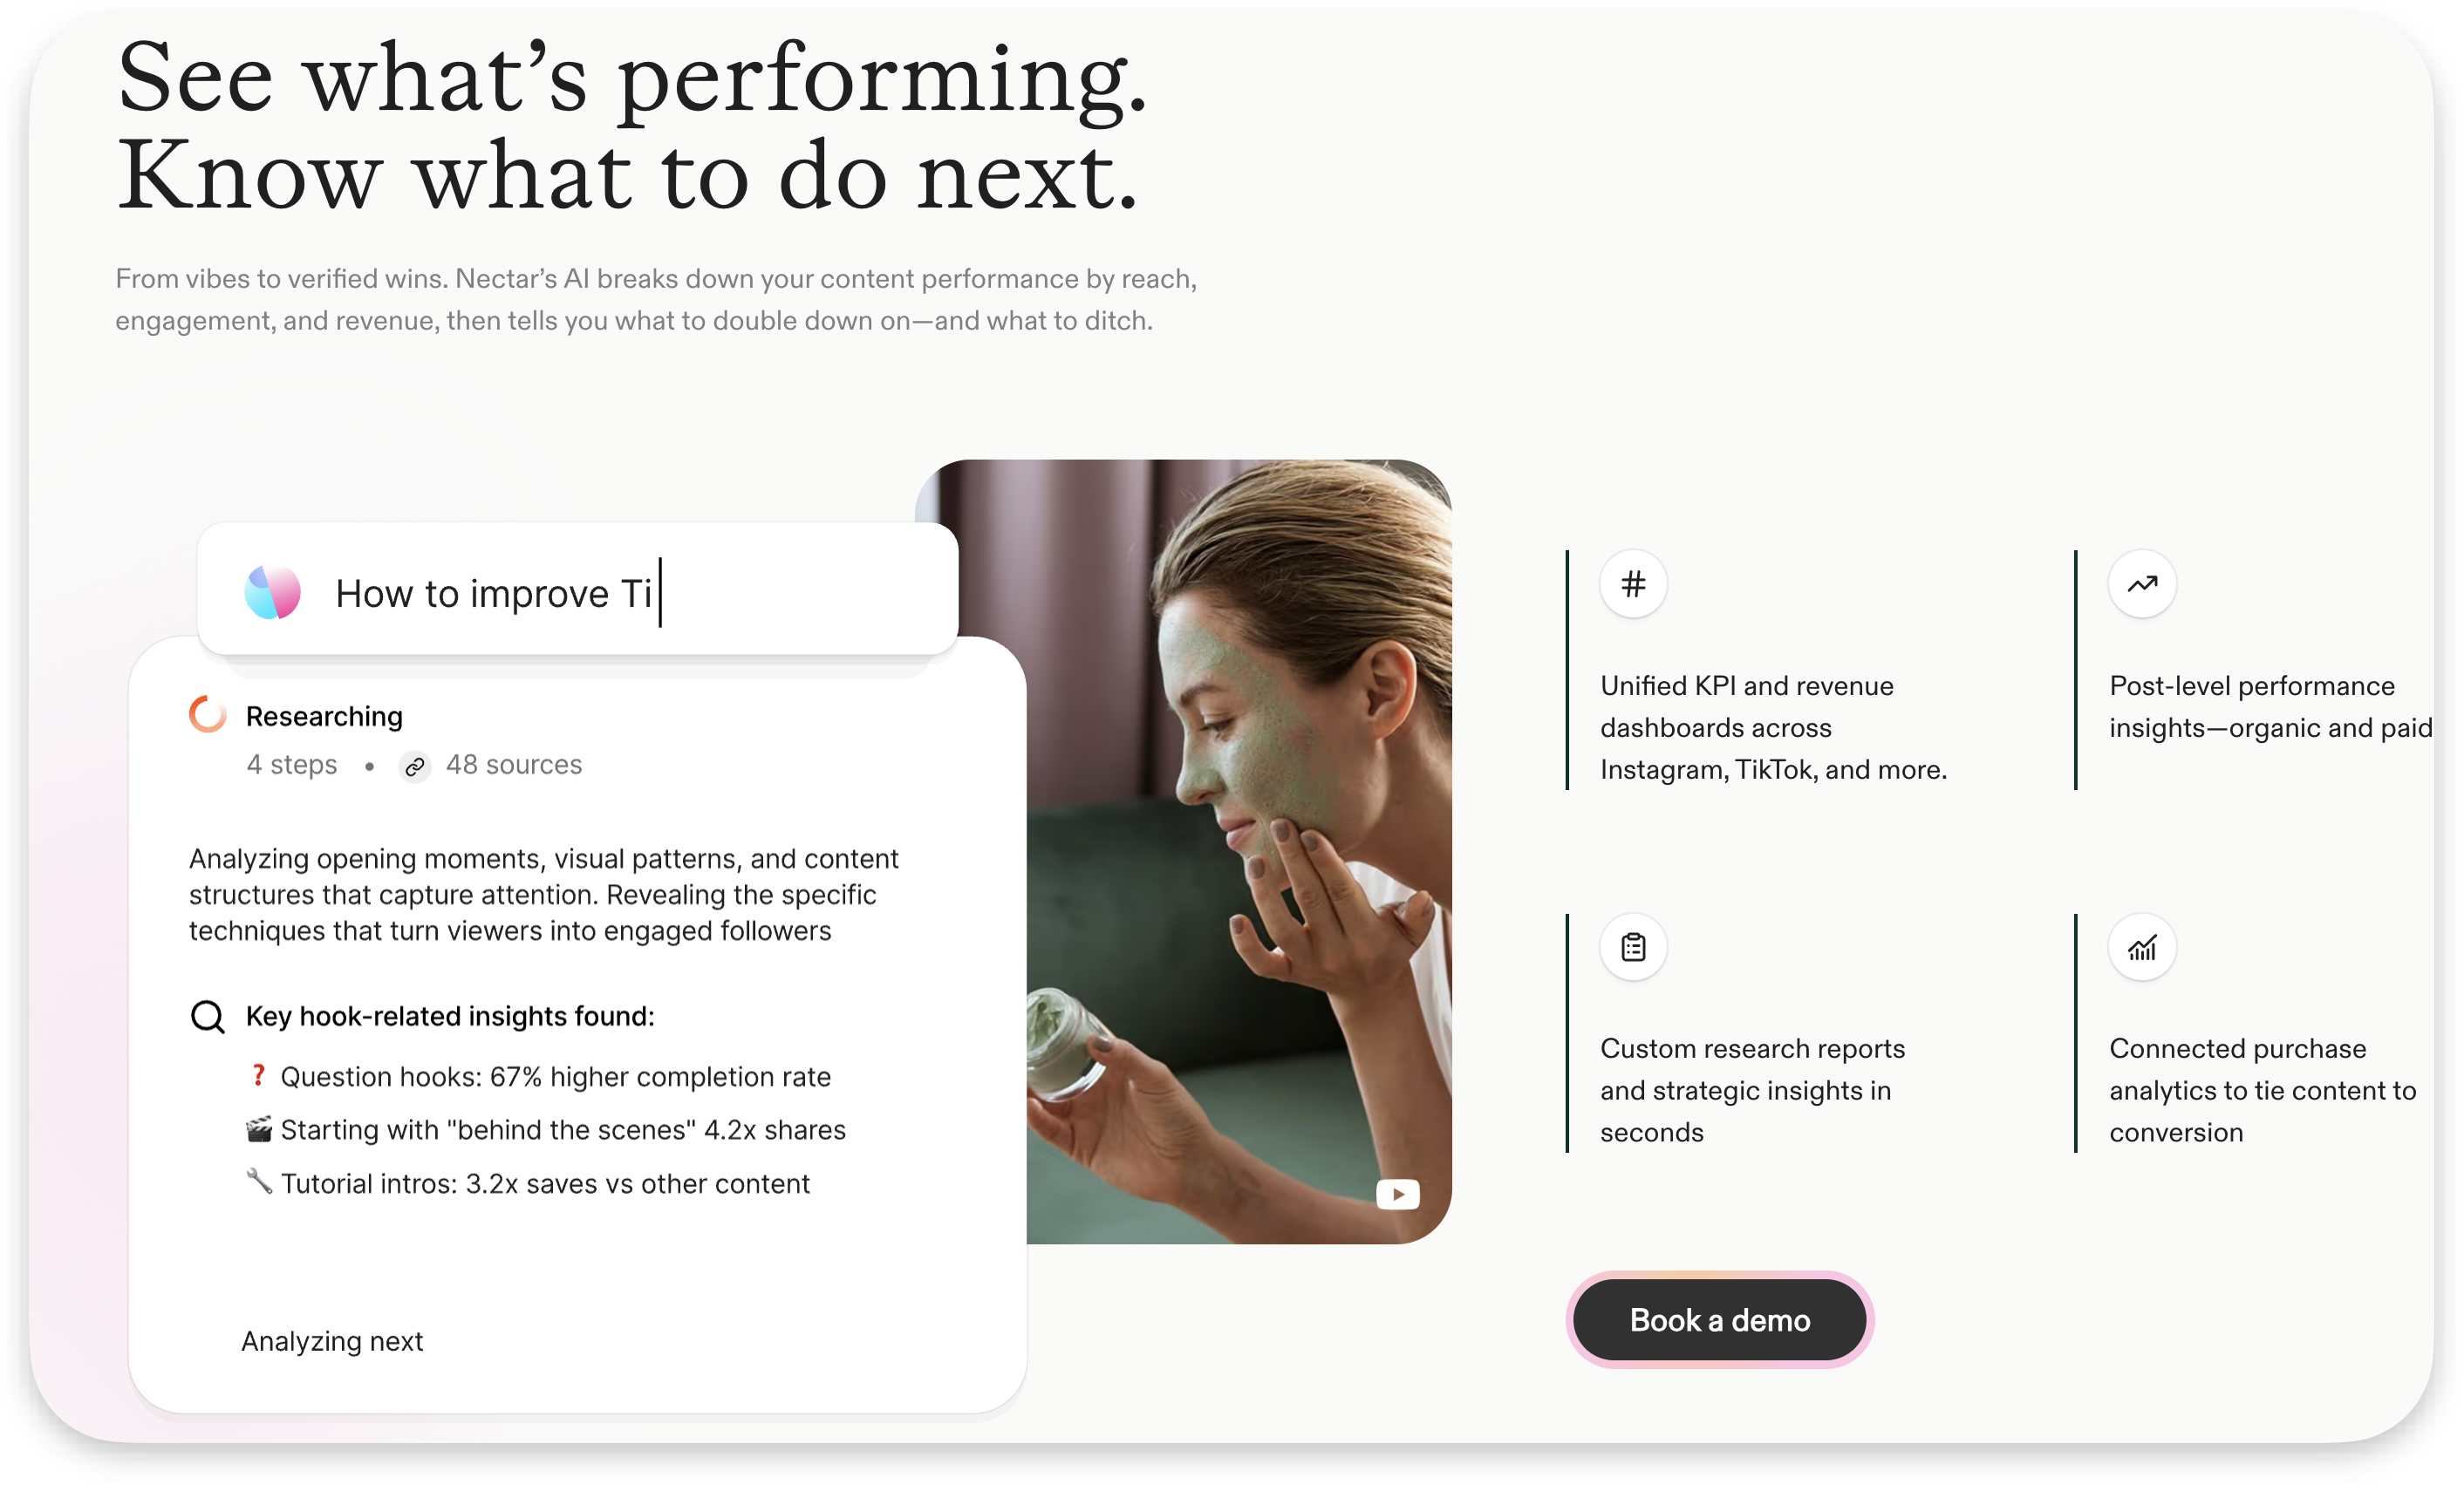 See what’s performing.
Know what to do next.
From vibes to verified wins. Nectar’s AI breaks down your content performance by reach,
engagement, and revenue, then tells you what to double down on—and what to ditch.
How to improve Ti
Researching
4 steps • 48 sources
Analyzing opening moments, visual patterns, and content
structures that capture attention. Revealing the specific
techniques that turn viewers into engaged followers
Key hook-related insights found:
❓ Question hooks: 67% higher completion rate
🎬 Starting with "behind the scenes" 4.2x shares
🔧 Tutorial intros: 3.2x saves vs other content
Analyzing next
#
Unified KPI and revenue
dashboards across
Instagram, TikTok, and more.
Post-level performance
insights—organic and paid
Custom research reports
and strategic insights in
seconds
Connected purchase
analytics to tie content to
conversion
Book a demo